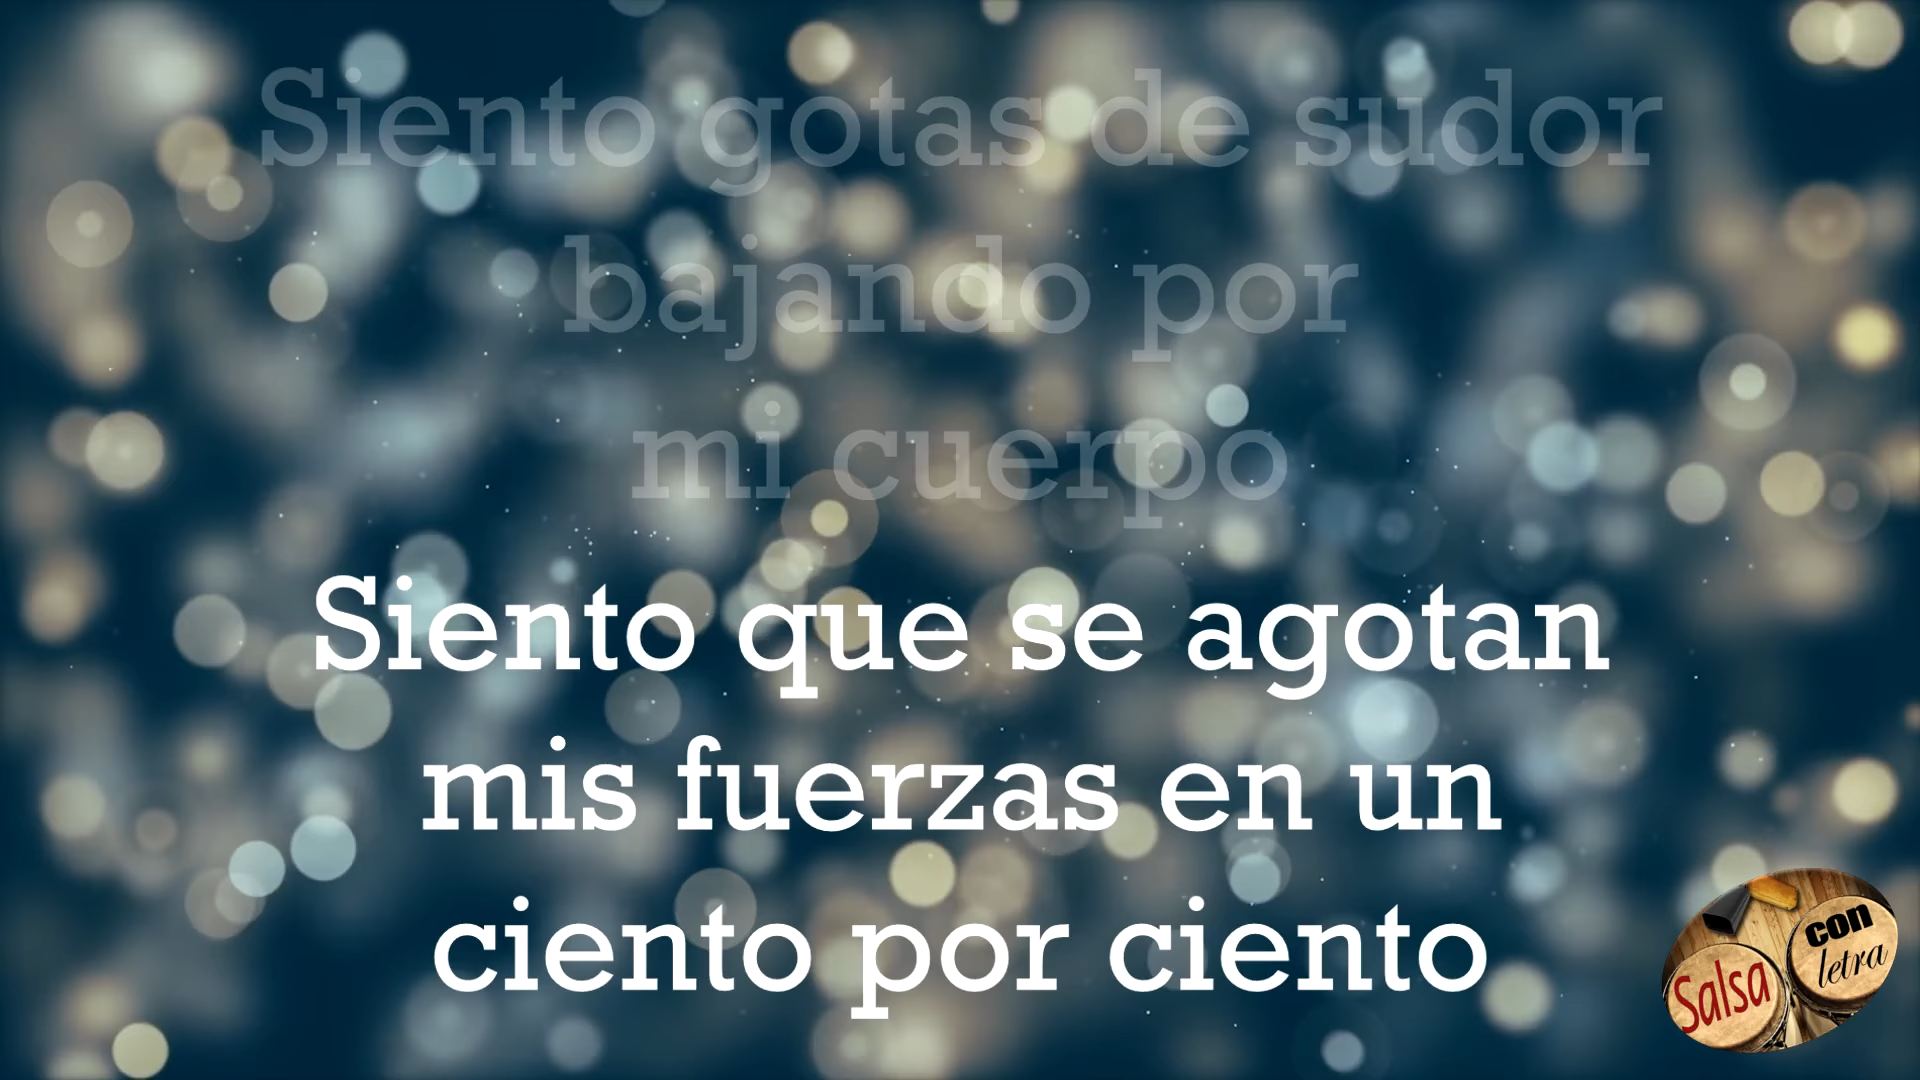 Siento gotas de sudor
bajando por
mi cuerpo
Siento que se agotan
mis fuerzas en un
ciento por ciento
Salsa
con
letra